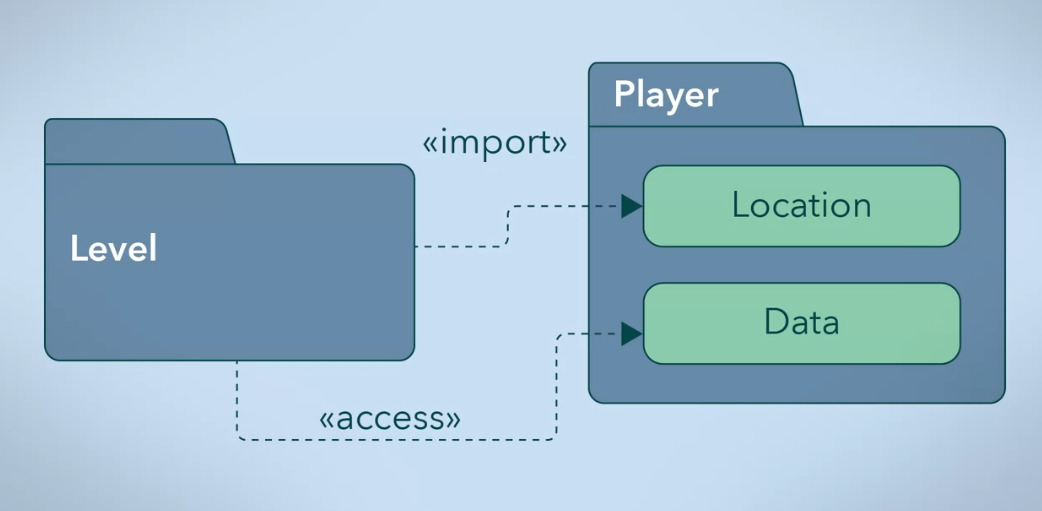 Player
«import»
Location
Level
Data
«access»